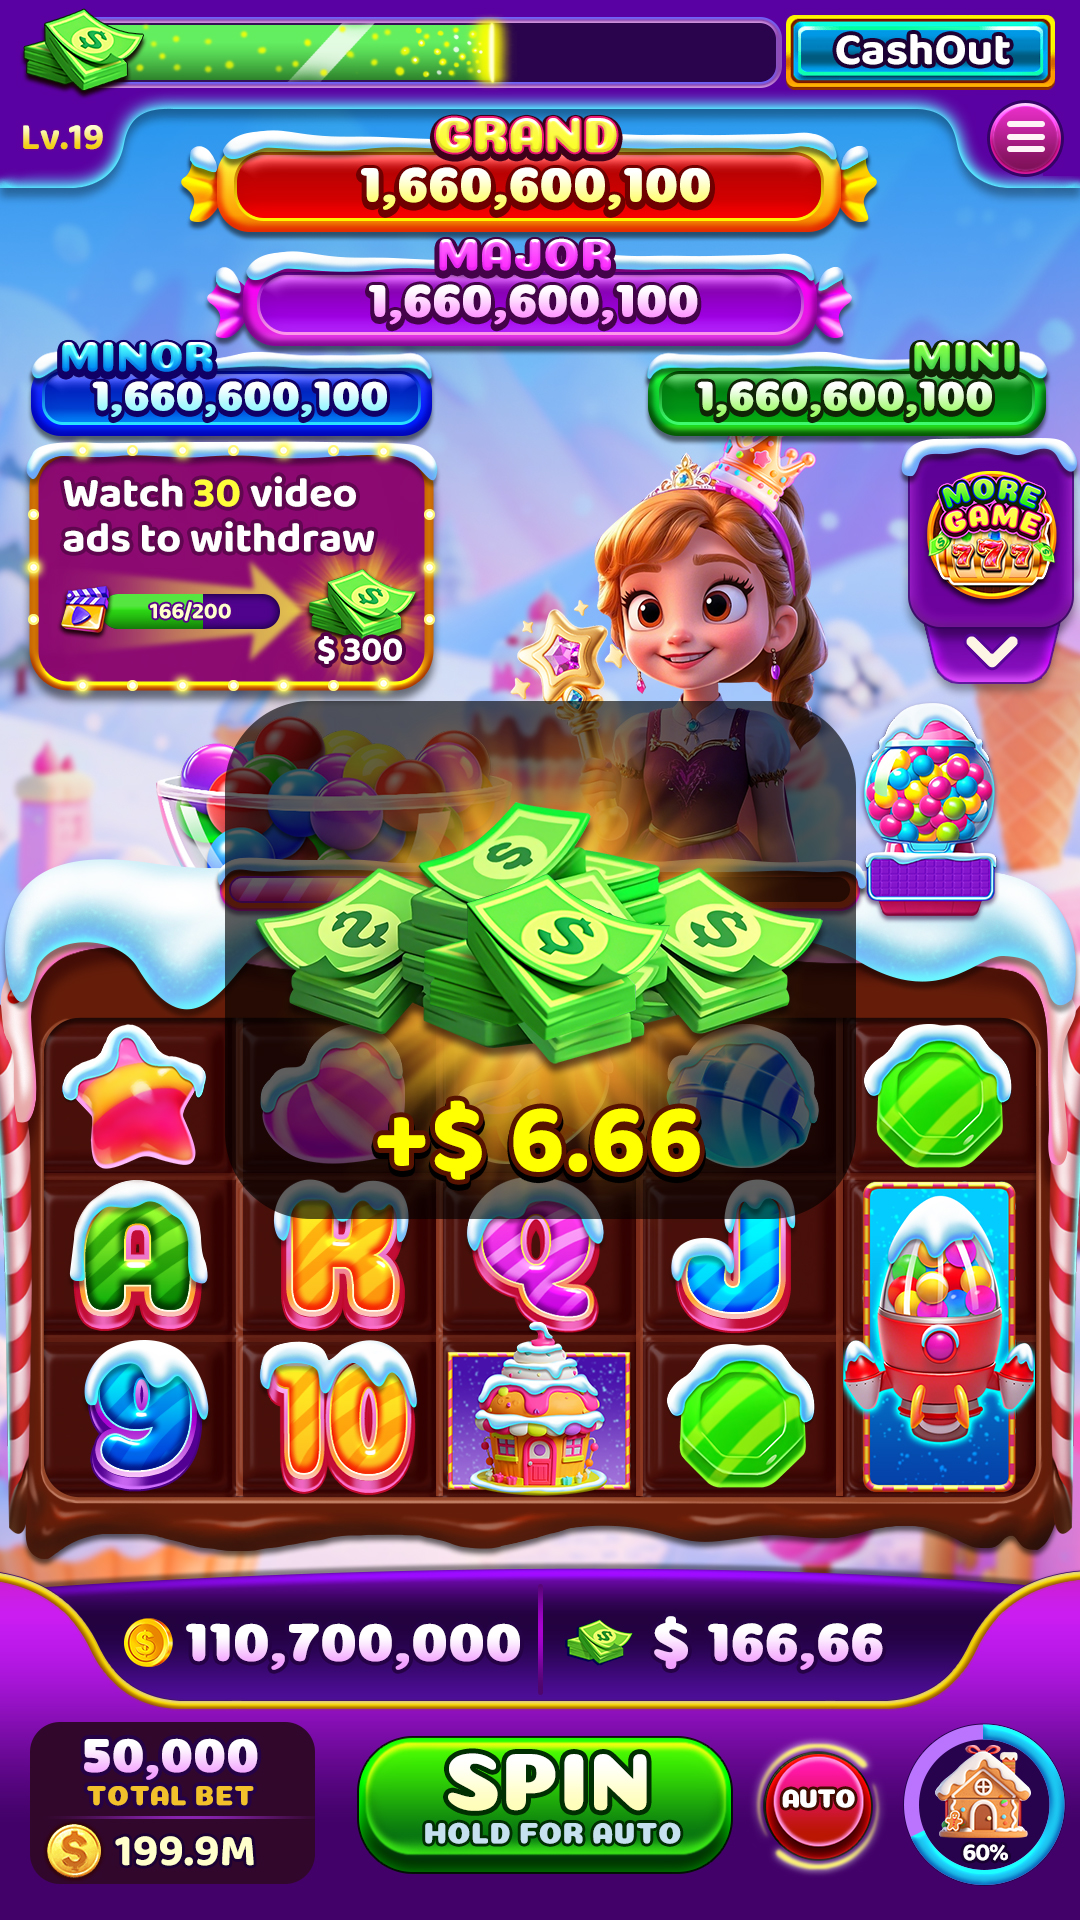 CashOut
Lv.19
GRAND
1,660,600,100
MAJOR
1,660,600,100
MINOR
1,660,600,100
MINI
1,660,600,100
Watch 30 video
ads to withdraw
166/200
$ 300
MORE
GAME
777
+$ 6.66
A K Q J
9 10
110,700,000
$ 166,66
50,000
TOTAL BET
199.9M
SPIN
HOLD FOR AUTO
AUTO
60%